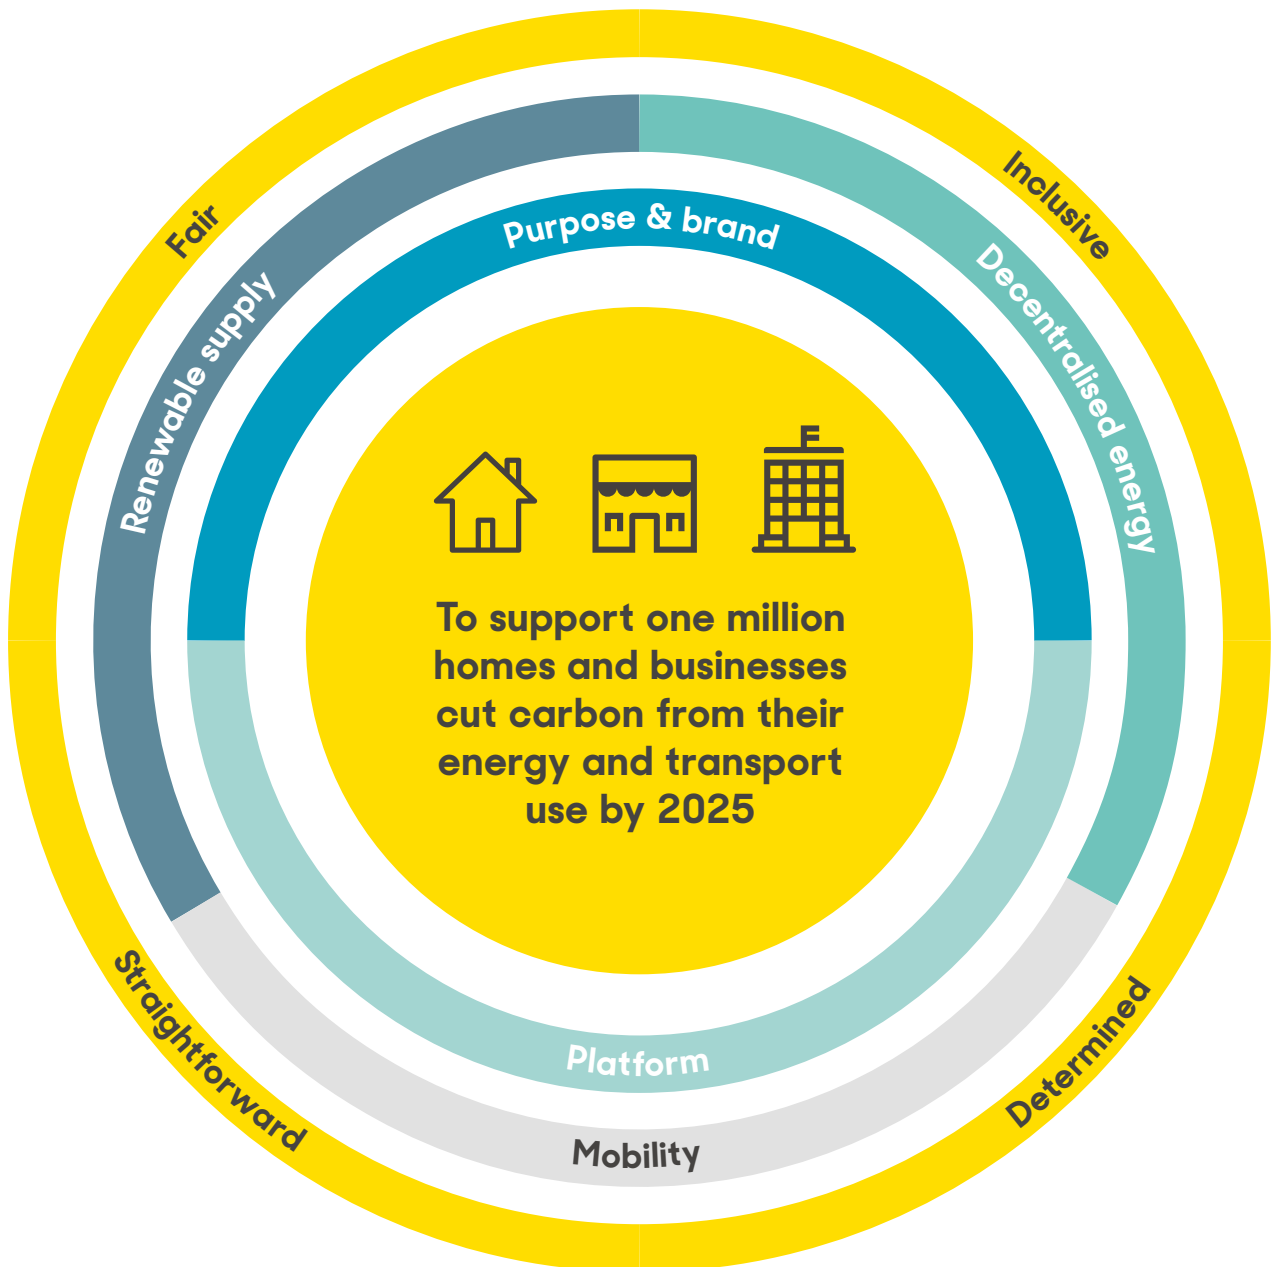 Fair
Inclusive
Renewable supply
Decentralised energy
Purpose & brand
To support one million
homes and businesses
cut carbon from their
energy and transport
use by 2025
Platform
Mobility
Straightforward
Determined